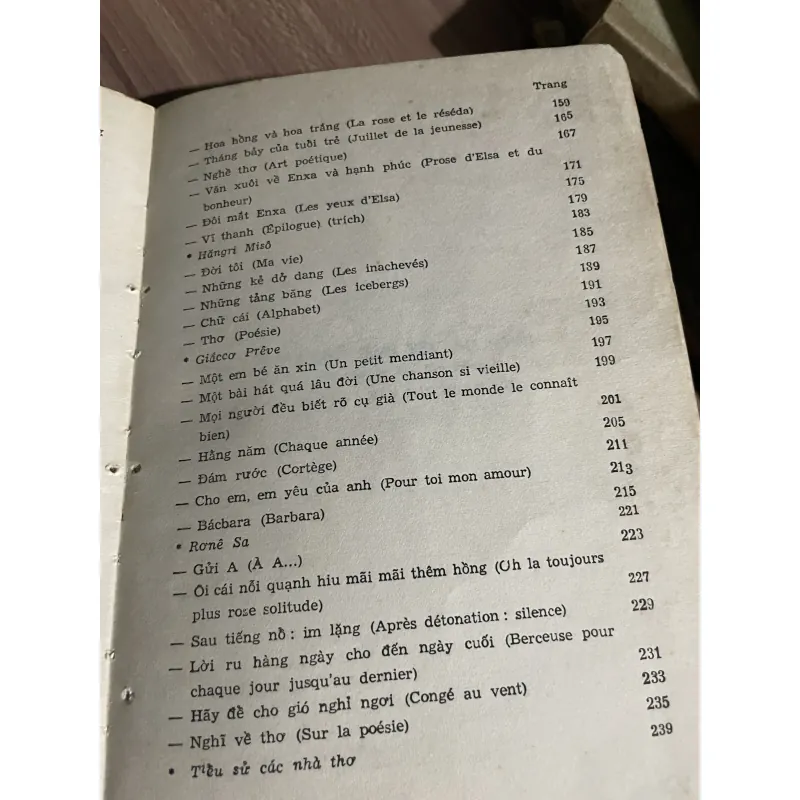 Trang
— Hoa hồng và hoa trắng (La rose et le réséda) 159
— Tháng bảy của tuổi trẻ (Juillet de la jeunesse) 165
— Nghề thơ (Art poétique) 167
— Văn xuôi về Enxa và hạnh phúc (Prose d'Elsa et du
bonheur) 171
— Đôi mắt Enxa (Les yeux d'Elsa) 175
— Vĩ thanh (Épilogue) (trích) 179
* Hăngri Misô 183
— Đời tôi (Ma vie) 185
— Những kẻ dở dang (Les inachevés) 187
— Những tảng băng (Les icebergs) 189
— Chữ cái (Alphabet) 191
— Thơ (Poésie) 193
* Giắccơ Prêve 195
— Một em bé ăn xin (Un petit mendiant) 197
— Một bài hát quá lâu đời (Une chanson si vieille) 199
— Mọi người đều biết rõ cụ già (Tout le monde le connaît
bien) 201
— Hằng năm (Chaque année) 205
— Đám rước (Cortège) 211
— Cho em, em yêu của anh (Pour toi mon amour) 213
— Bácbara (Barbara) 215
* Rơnê Sa 221
— Gửi A (À A...) 223
— Ôi cái nỗi quạnh hiu mãi mãi thêm hồng (Oh la toujours
plus rose solitude) 227
— Sau tiếng nổ : im lặng (Après détonation : silence) 229
— Lời ru hàng ngày cho đến ngày cuối (Berceuse pour
chaque jour jusqu'au dernier) 231
— Hãy để cho gió nghỉ ngơi (Congé au vent) 233
— Nghĩ về thơ (Sur la poésie) 235
* Tiểu sử các nhà thơ 239